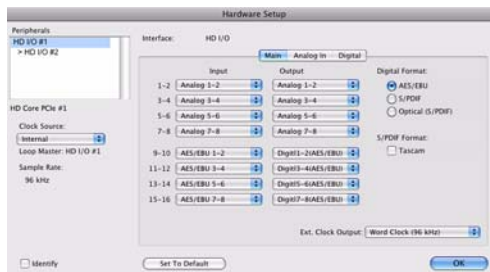 Hardware Setup
Peripherals
HD I/O #1
> HD I/O #2
Interface: HD I/O
Main Analog In Digital
Input Output Digital Format:
1-2 Analog 1-2 Analog 1-2 AES/EBU
3-4 Analog 3-4 Analog 3-4 S/PDIF
5-6 Analog 5-6 Analog 5-6 Optical (S/PDIF)
7-8 Analog 7-8 Analog 7-8
HD Core PCIe #1
Clock Source:
Internal
Loop Master: HD I/O #1
Sample Rate:
96 kHz
S/PDIF Format:
Tascam
9-10 AES/EBU 1-2 Digitl1-2(AES/EBU)
11-12 AES/EBU 3-4 Digitl3-4(AES/EBU)
13-14 AES/EBU 5-6 Digitl5-6(AES/EBU)
15-16 AES/EBU 7-8 Digitl7-8(AES/EBU)
Ext. Clock Output: Word Clock (96 kHz)
Identify Set To Default OK